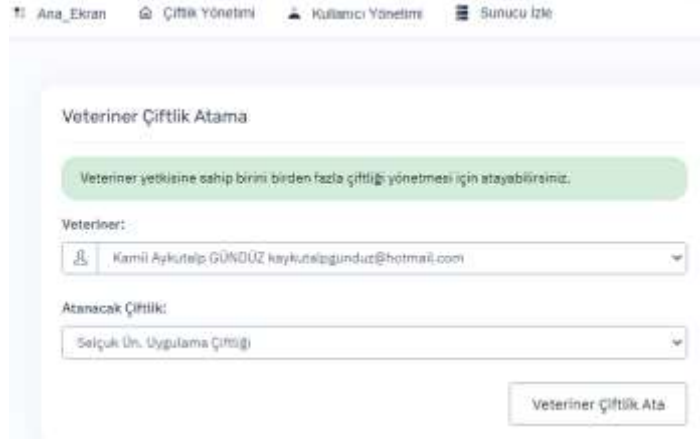 Ana_Ekran Çiftlik Yönetimi Kullanıcı Yönetimi Sunucu İzle
Veteriner Çiftlik Atama
Veteriner yetkisine sahip birini birden fazla çiftliği yönetmesi için atayabilirsiniz.
Veteriner:
Kamil Aykutalp GÜNDÜZ kaykutalpgunduz@hotmail.com
Atanacak Çiftlik:
Selçuk Ün. Uygulama Çiftliği
Veteriner Çiftlik Ata